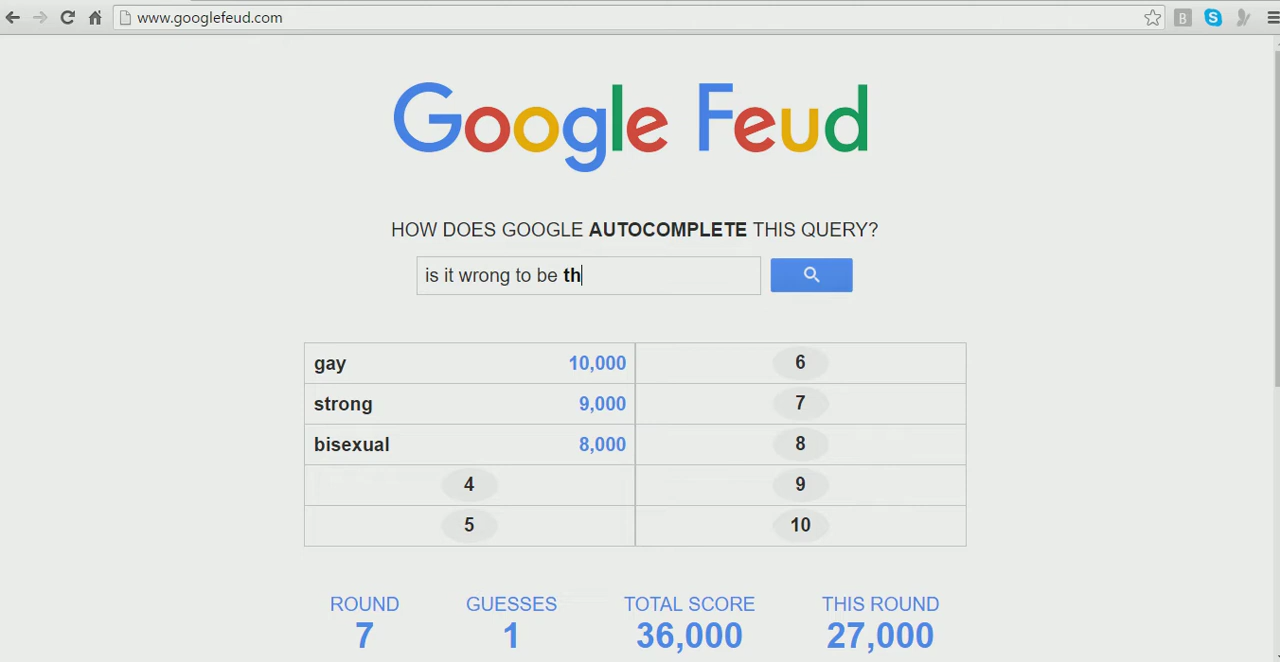 www.googlefeud.com
B
S
Google Feud
HOW DOES GOOGLE AUTOCOMPLETE THIS QUERY?
is it wrong to be th
gay 10,000 6
strong 9,000 7
bisexual 8,000 8
4 9
5 10
ROUND GUESSES TOTAL SCORE THIS ROUND
7 1 36,000 27,000